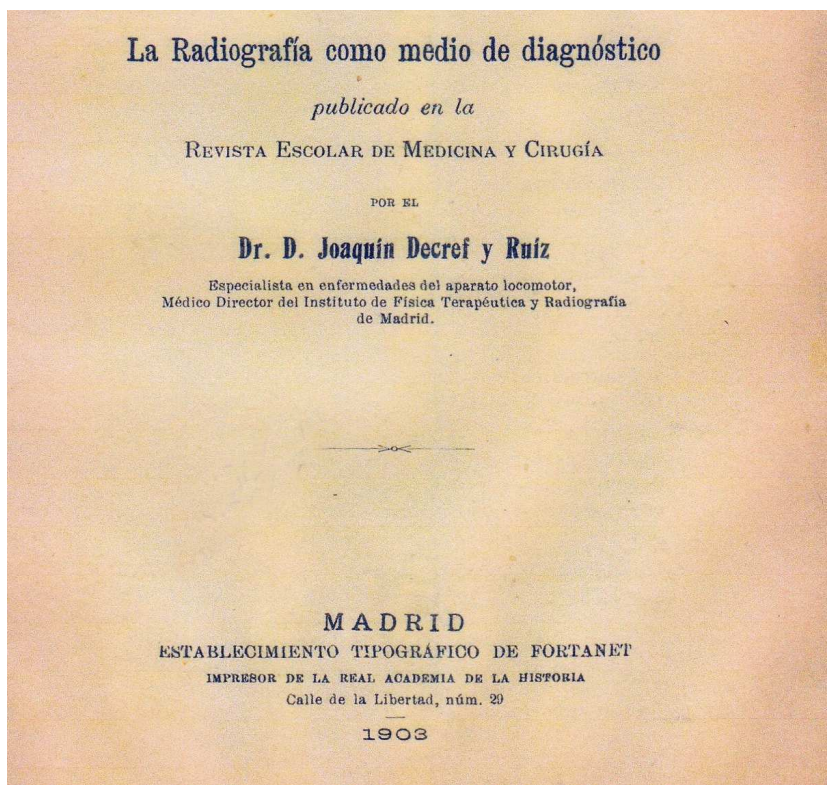 La Radiografía como medio de diagnóstico
publicado en la
REVISTA ESCOLAR DE MEDICINA Y CIRUGÍA
POR EL
Dr. D. Joaquín Decref y Ruíz
Especialista en enfermedades del aparato locomotor,
Médico Director del Instituto de Física Terapéutica y Radiografía
de Madrid.
MADRID
ESTABLECIMIENTO TIPOGRÁFICO DE FORTANET
IMPRESOR DE LA REAL ACADEMIA DE LA HISTORIA
Calle de la Libertad, núm. 29
1903